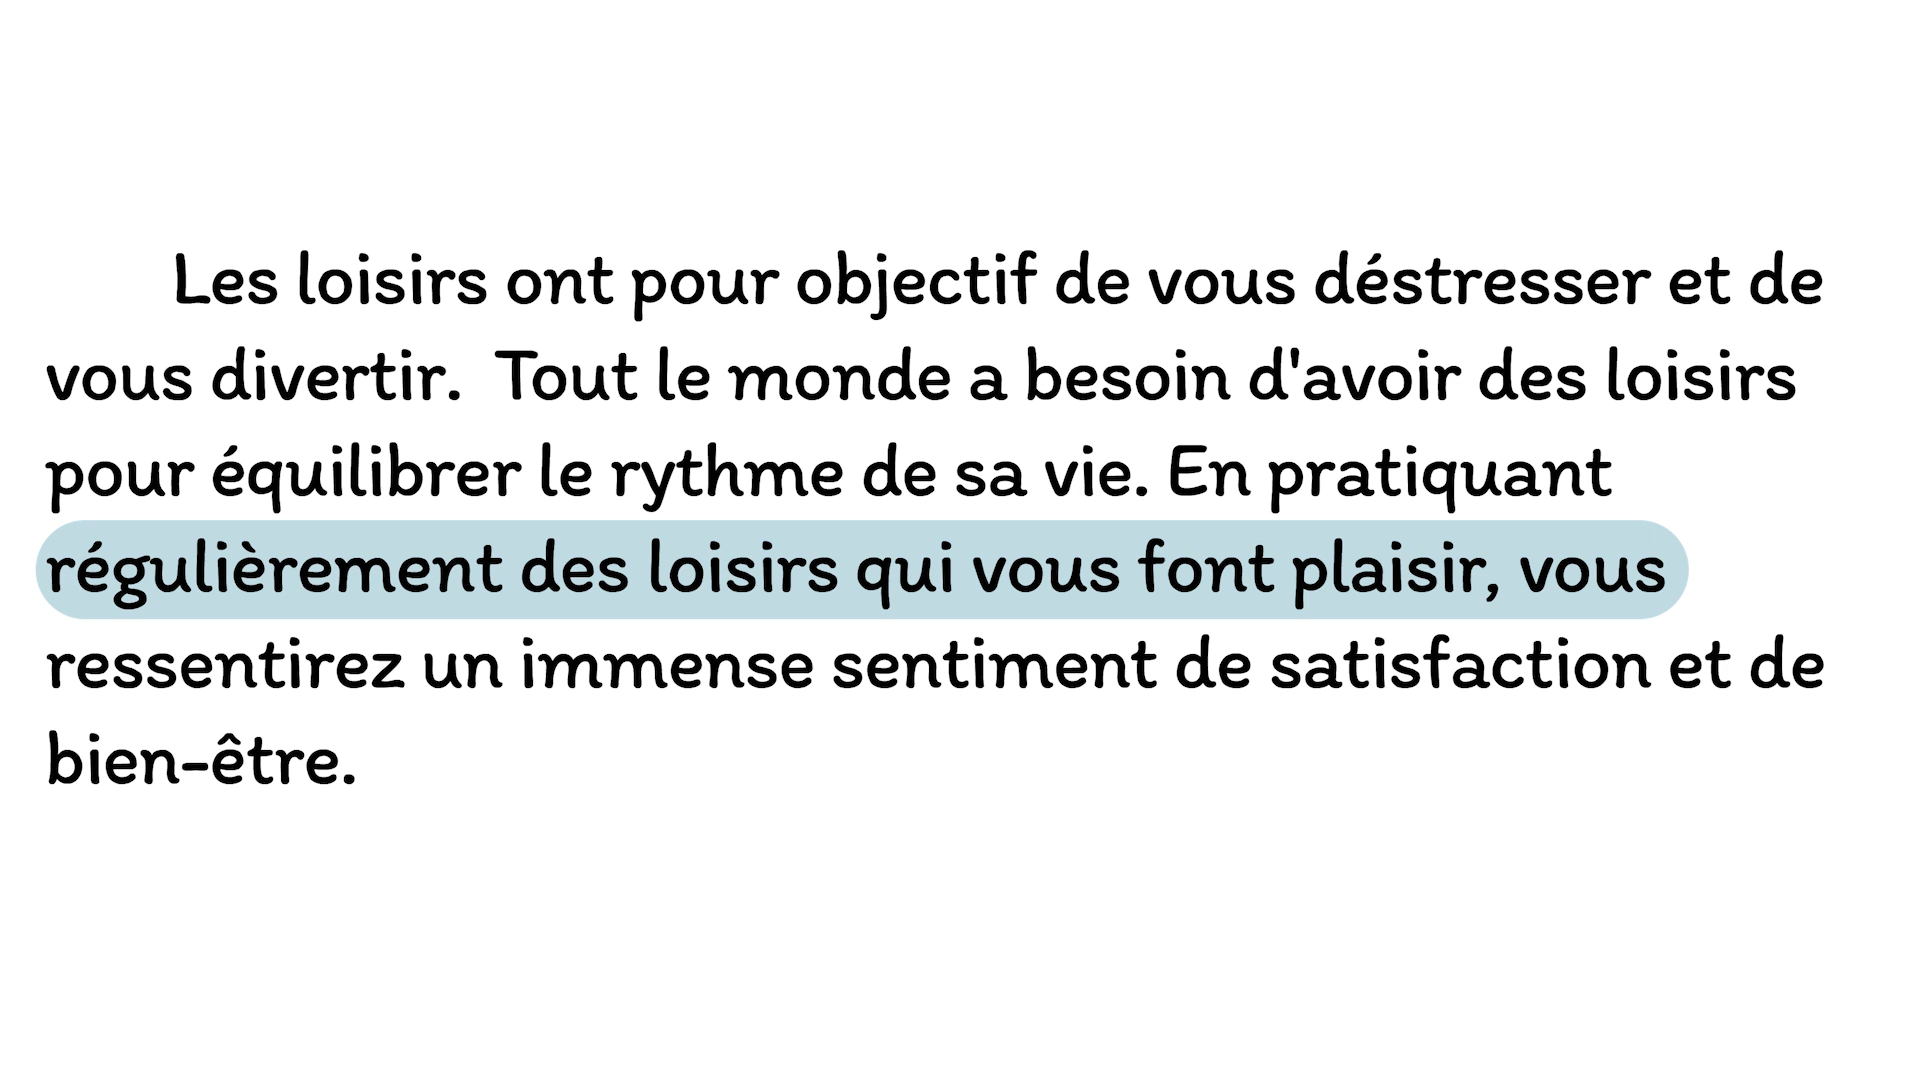 Les loisirs ont pour objectif de vous déstresser et de
vous divertir.  Tout le monde a besoin d'avoir des loisirs
pour équilibrer le rythme de sa vie. En pratiquant
régulièrement des loisirs qui vous font plaisir, vous
ressentirez un immense sentiment de satisfaction et de
bien-être.